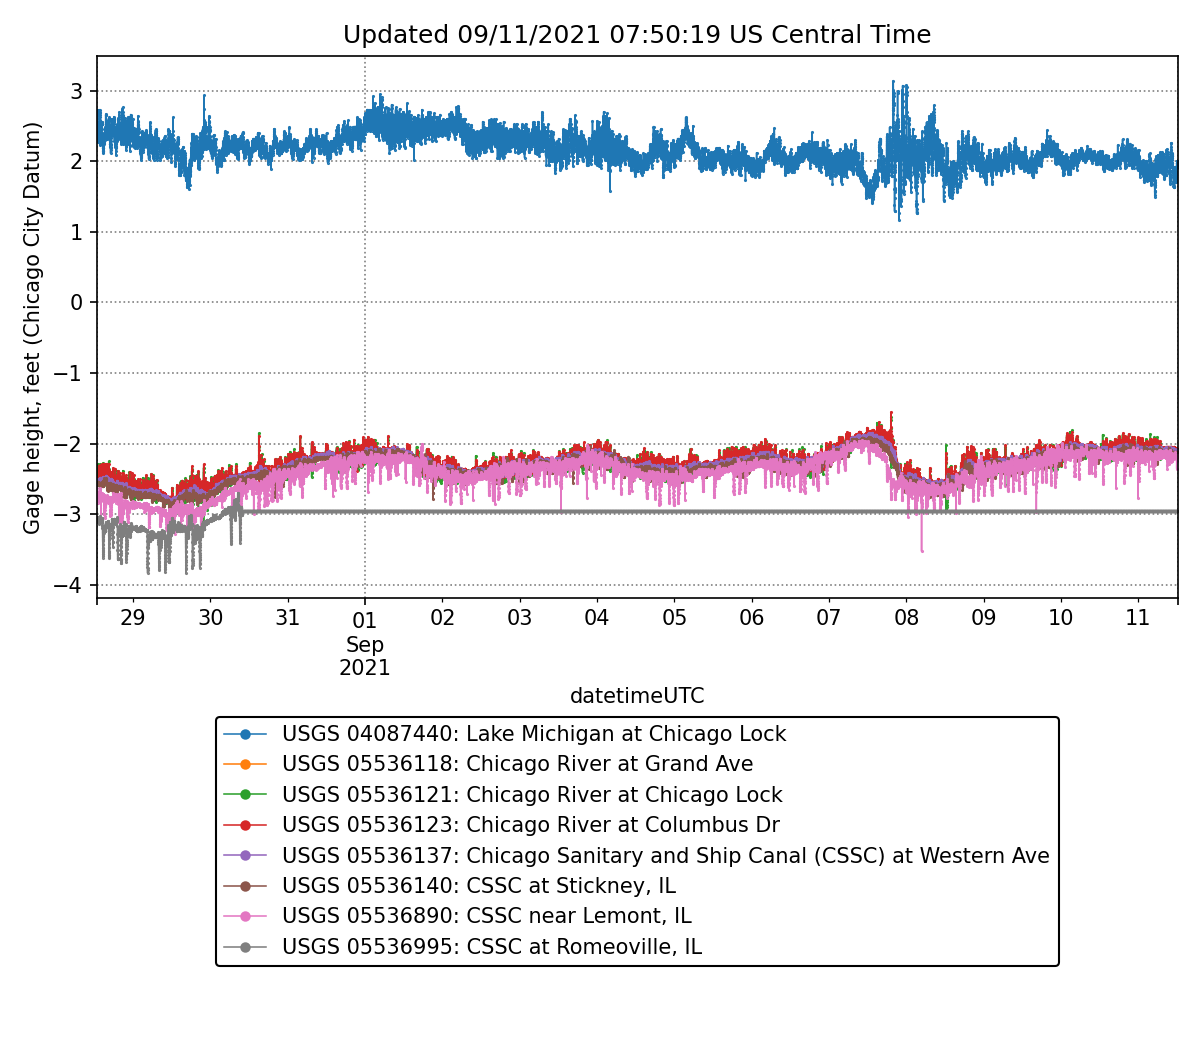 Updated 09/11/2021 07:50:19 US Central Time
Gage height, feet (Chicago City Datum)
3
2
1
0
−1
−2
−3
−4
29 30 31 01 02 03 04 05 06 07 08 09 10 11
Sep
2021
datetimeUTC
USGS 04087440: Lake Michigan at Chicago Lock
USGS 05536118: Chicago River at Grand Ave
USGS 05536121: Chicago River at Chicago Lock
USGS 05536123: Chicago River at Columbus Dr
USGS 05536137: Chicago Sanitary and Ship Canal (CSSC) at Western Ave
USGS 05536140: CSSC at Stickney, IL
USGS 05536890: CSSC near Lemont, IL
USGS 05536995: CSSC at Romeoville, IL